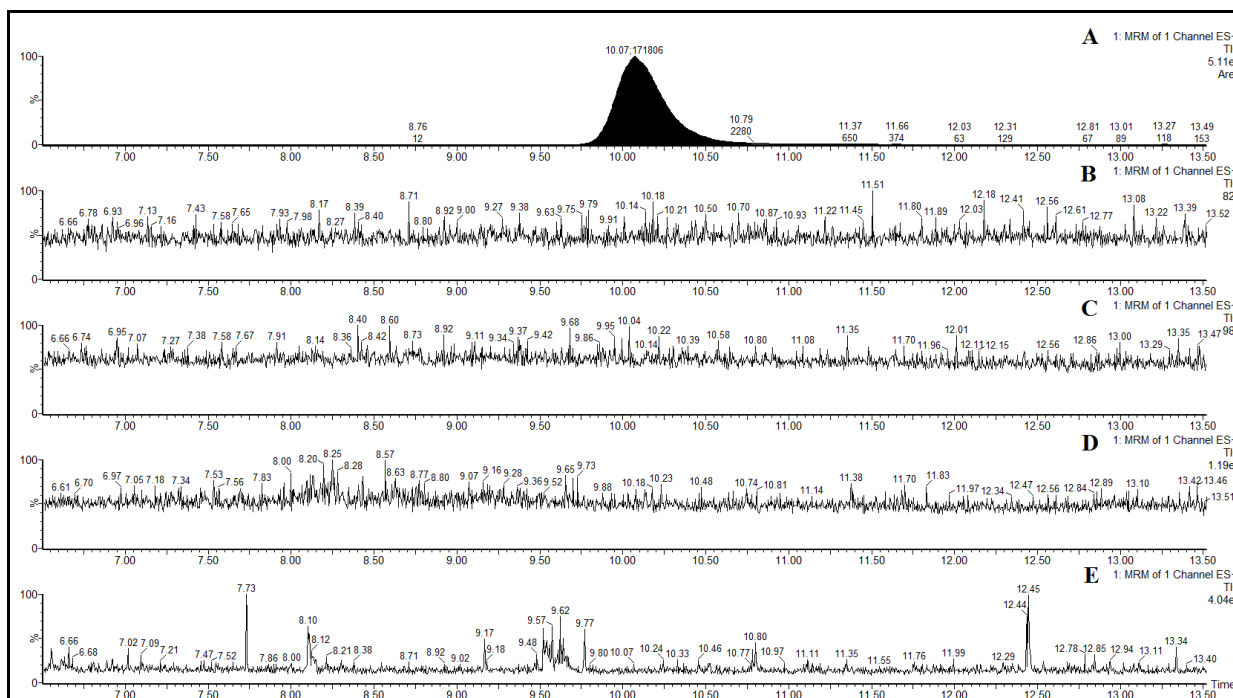 A 1: MRM of 1 Channel ES+
TI
5.11e
Are
10.07;171806
100
%
0
8.76
12
10.79
2280
11.37
650
11.66
374
12.03
63
12.31
129
12.81
67
13.01
89
13.27
118
13.49
153
7.00 7.50 8.00 8.50 9.00 9.50 10.00 10.50 11.00 11.50 12.00 12.50 13.00 13.50
B 1: MRM of 1 Channel ES+
TI
82
100
%
0
6.66 6.78 6.93 6.96 7.13 7.16 7.43 7.58 7.65 7.93 7.98 8.17 8.27 8.39 8.40 8.71 8.80 8.92 9.00 9.27 9.38 9.63 9.75 9.79 9.91 10.14 10.18 10.21 10.50 10.70 10.87 10.93 11.22 11.45 11.51 11.80 11.89 12.03 12.18 12.41 12.56 12.61 12.77 13.08 13.22 13.39 13.52
7.00 7.50 8.00 8.50 9.00 9.50 10.00 10.50 11.00 11.50 12.00 12.50 13.00 13.50
C 1: MRM of 1 Channel ES+
TI
98
100
%
0
6.66 6.74 6.95 7.07 7.27 7.38 7.58 7.67 7.91 8.14 8.36 8.40 8.42 8.60 8.73 8.92 9.11 9.34 9.37 9.42 9.68 9.86 9.95 10.04 10.14 10.22 10.39 10.58 10.80 11.08 11.35 11.70 11.96 12.01 12.11 12.15 12.56 12.86 13.00 13.29 13.35 13.47
7.00 7.50 8.00 8.50 9.00 9.50 10.00 10.50 11.00 11.50 12.00 12.50 13.00 13.50
D 1: MRM of 1 Channel ES+
TI
1.19e
100
%
0
6.61 6.70 6.97 7.05 7.18 7.34 7.53 7.56 7.83 8.00 8.20 8.25 8.28 8.57 8.63 8.77 8.80 9.07 9.16 9.28 9.36 9.52 9.65 9.73 9.88 10.18 10.23 10.48 10.74 10.81 11.14 11.38 11.70 11.83 11.97 12.34 12.47 12.56 12.84 12.89 13.10 13.42 13.46 13.51
7.00 7.50 8.00 8.50 9.00 9.50 10.00 10.50 11.00 11.50 12.00 12.50 13.00 13.50
E 1: MRM of 1 Channel ES+
TI
4.04e
100
%
0
6.66 6.68 7.02 7.09 7.21 7.47 7.52 7.73 7.86 8.00 8.10 8.12 8.21 8.38 8.71 8.92 9.02 9.17 9.18 9.48 9.57 9.62 9.77 9.80 10.07 10.24 10.33 10.46 10.77 10.80 10.97 11.11 11.35 11.55 11.76 11.99 12.29 12.44 12.45 12.78 12.85 12.94 13.11 13.34 13.40
Time
7.00 7.50 8.00 8.50 9.00 9.50 10.00 10.50 11.00 11.50 12.00 12.50 13.00 13.50